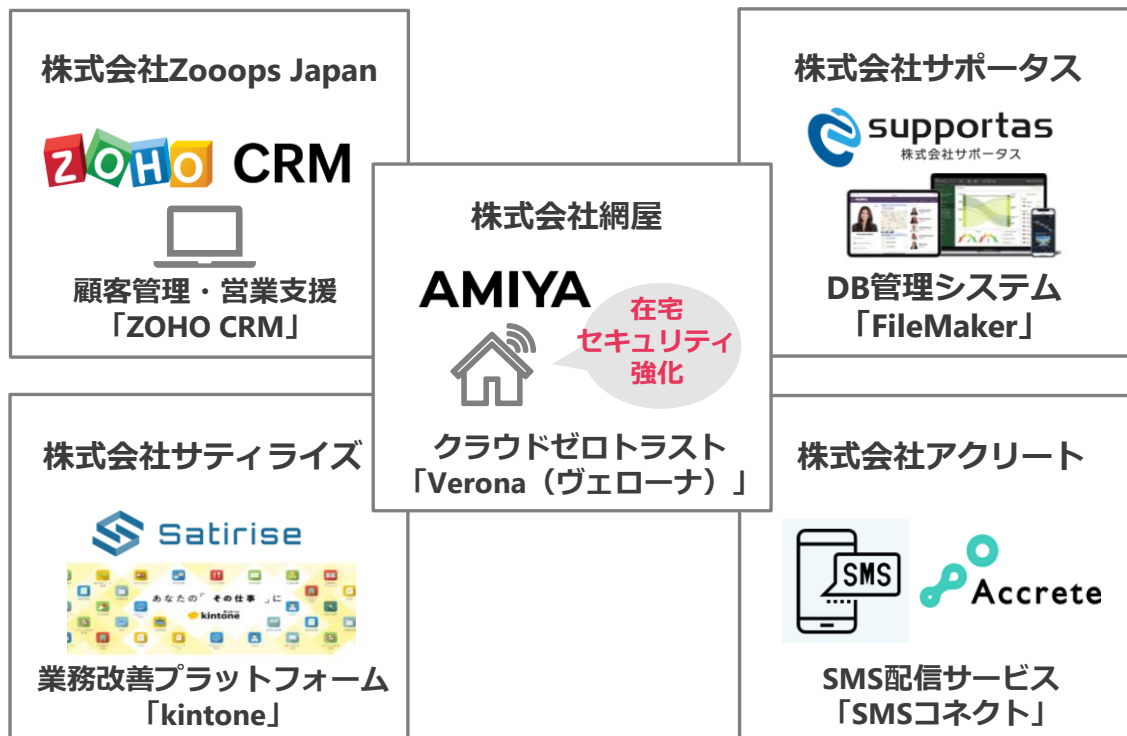 株式会社Zooops Japan
ZOHO CRM
顧客管理・営業支援
「ZOHO CRM」
株式会社サポータス
supportas
株式会社サポータス
DB管理システム
「FileMaker」
株式会社網屋
AMIYA
在宅
セキュリティ
強化
クラウドゼロトラスト
「Verona（ヴェローナ）」
株式会社サティライズ
Satirise
あなたの「その仕事」に
kintone
業務改善プラットフォーム
「kintone」
株式会社アクリート
SMS
Accrete
SMS配信サービス
「SMSコネクト」